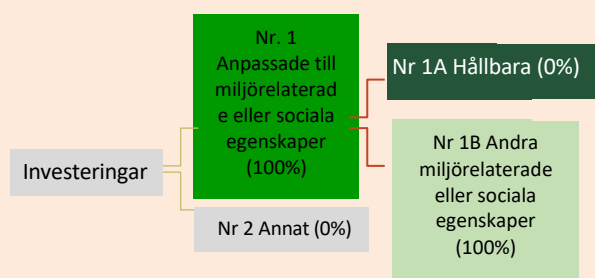 Investeringar
Nr. 1
Anpassade till
miljörelaterad
e eller sociala
egenskaper
(100%)
Nr 2 Annat (0%)
Nr 1A Hållbara (0%)
Nr 1B Andra
miljörelaterade
eller sociala
egenskaper
(100%)